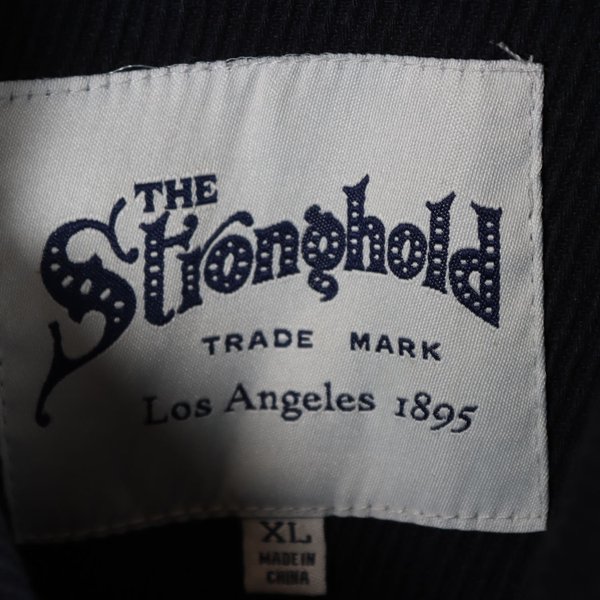 THE
Stronghold
TRADE MARK
Los Angeles 1895
XL
MADE IN
CHINA